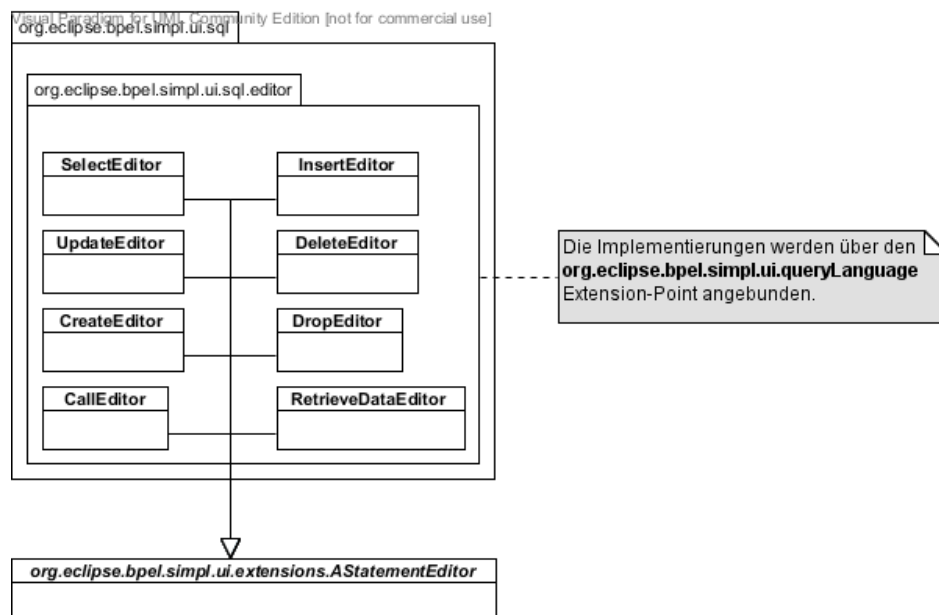 Visual Paradigm for UML Community Edition [not for commercial use]
org.eclipse.bpel.simpl.ui.sql
org.eclipse.bpel.simpl.ui.sql.editor
SelectEditor
InsertEditor
UpdateEditor
DeleteEditor
CreateEditor
DropEditor
CallEditor
RetrieveDataEditor
Die Implementierungen werden über den
org.eclipse.bpel.simpl.ui.queryLanguage
Extension-Point angebunden.
org.eclipse.bpel.simpl.ui.extensions.AStatementEditor